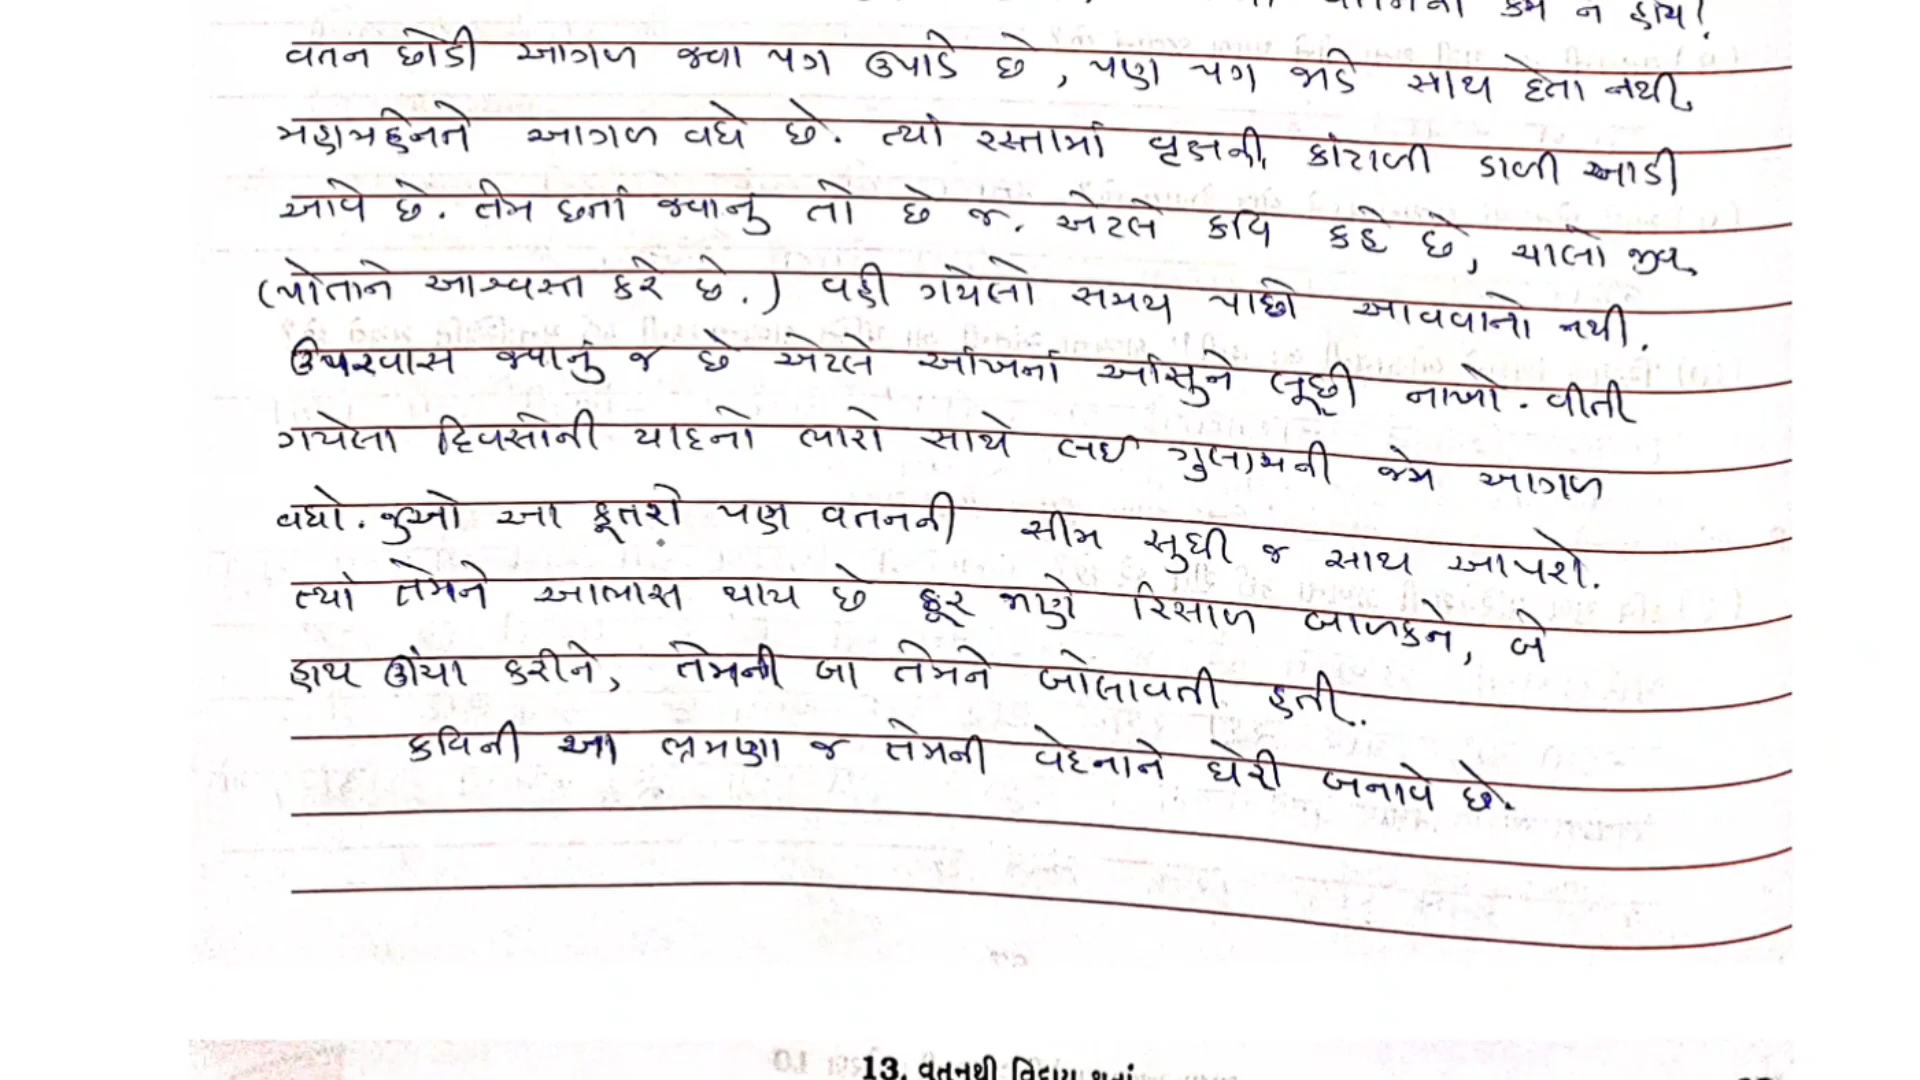 કેમ ન હોય!
વતન છોડી આગળ જવા પગ ઉપાડે છે, પણ પગ જાડે સાથ દેતા નથી.
મહામહેનતે આગળ વધે છે. ત્યાં રસ્તામાં વૃક્ષની કાંટાળી ડાળી આડી
આવે છે. તેમ છતાં જવાનું તો છે જ. એટલે કવિ કહે છે, ચાલો જીવ.
(પોતાને આશ્વસ્ત કરે છે.) વહી ગયેલો સમય પાછો આવવાનો નથી.
ઉપરવાસ જવાનું જ છે એટલે આંખનાં આંસુને લૂછી નાખો. વીતી
ગયેલા દિવસોની યાદનો ભારો સાથે લઈ ગુલામની જેમ આગળ
વધો. જુઓ આ કૂતરો પણ વતનની સીમ સુધી જ સાથ આપશે.
ત્યાં તેમને આભાસ થાય છે દૂર જાણે રિસાળ બાળકને, બે
હાથ ઊંચા કરીને, તેમની બા તેમને બોલાવતી હતી..
કવિની આ ભ્રમણા જ તેમની વેદનાને ઘેરી બનાવે છે.
13. વતનથી વિદાય થતાં